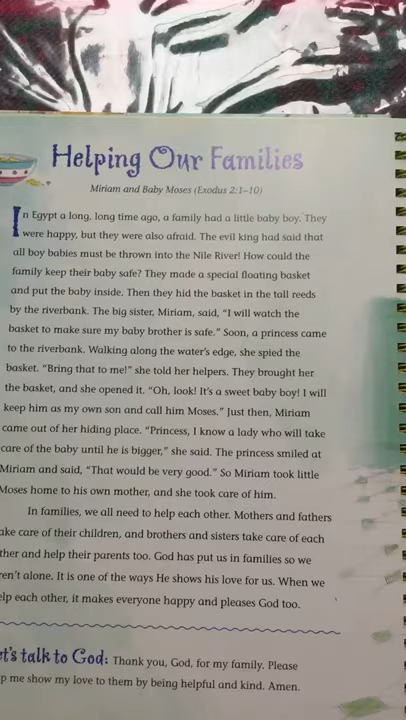 Helping Our Families
Miriam and Baby Moses (Exodus 2:1–10)
In Egypt a long, long time ago, a family had a little baby boy. They
were happy, but they were also afraid. The evil king had said that
all boy babies must be thrown into the Nile River! How could the
family keep their baby safe? They made a special floating basket
and put the baby inside. Then they hid the basket in the tall reeds
by the riverbank. The big sister, Miriam, said, “I will watch the
basket to make sure my baby brother is safe.” Soon, a princess came
to the riverbank. Walking along the water’s edge, she spied the
basket. “Bring that to me!” she told her helpers. They brought her
the basket, and she opened it. “Oh, look! It’s a sweet baby boy! I will
keep him as my own son and call him Moses.” Just then, Miriam
came out of her hiding place. “Princess, I know a lady who will take
care of the baby until he is bigger,” she said. The princess smiled at
Miriam and said, “That would be very good.” So Miriam took little
Moses home to his own mother, and she took care of him.
In families, we all need to help each other. Mothers and fathers
ake care of their children, and brothers and sisters take care of each
ther and help their parents too. God has put us in families so we
ren’t alone. It is one of the ways He shows his love for us. When we
elp each other, it makes everyone happy and pleases God too.
et’s talk to God: Thank you, God, for my family. Please
p me show my love to them by being helpful and kind. Amen.